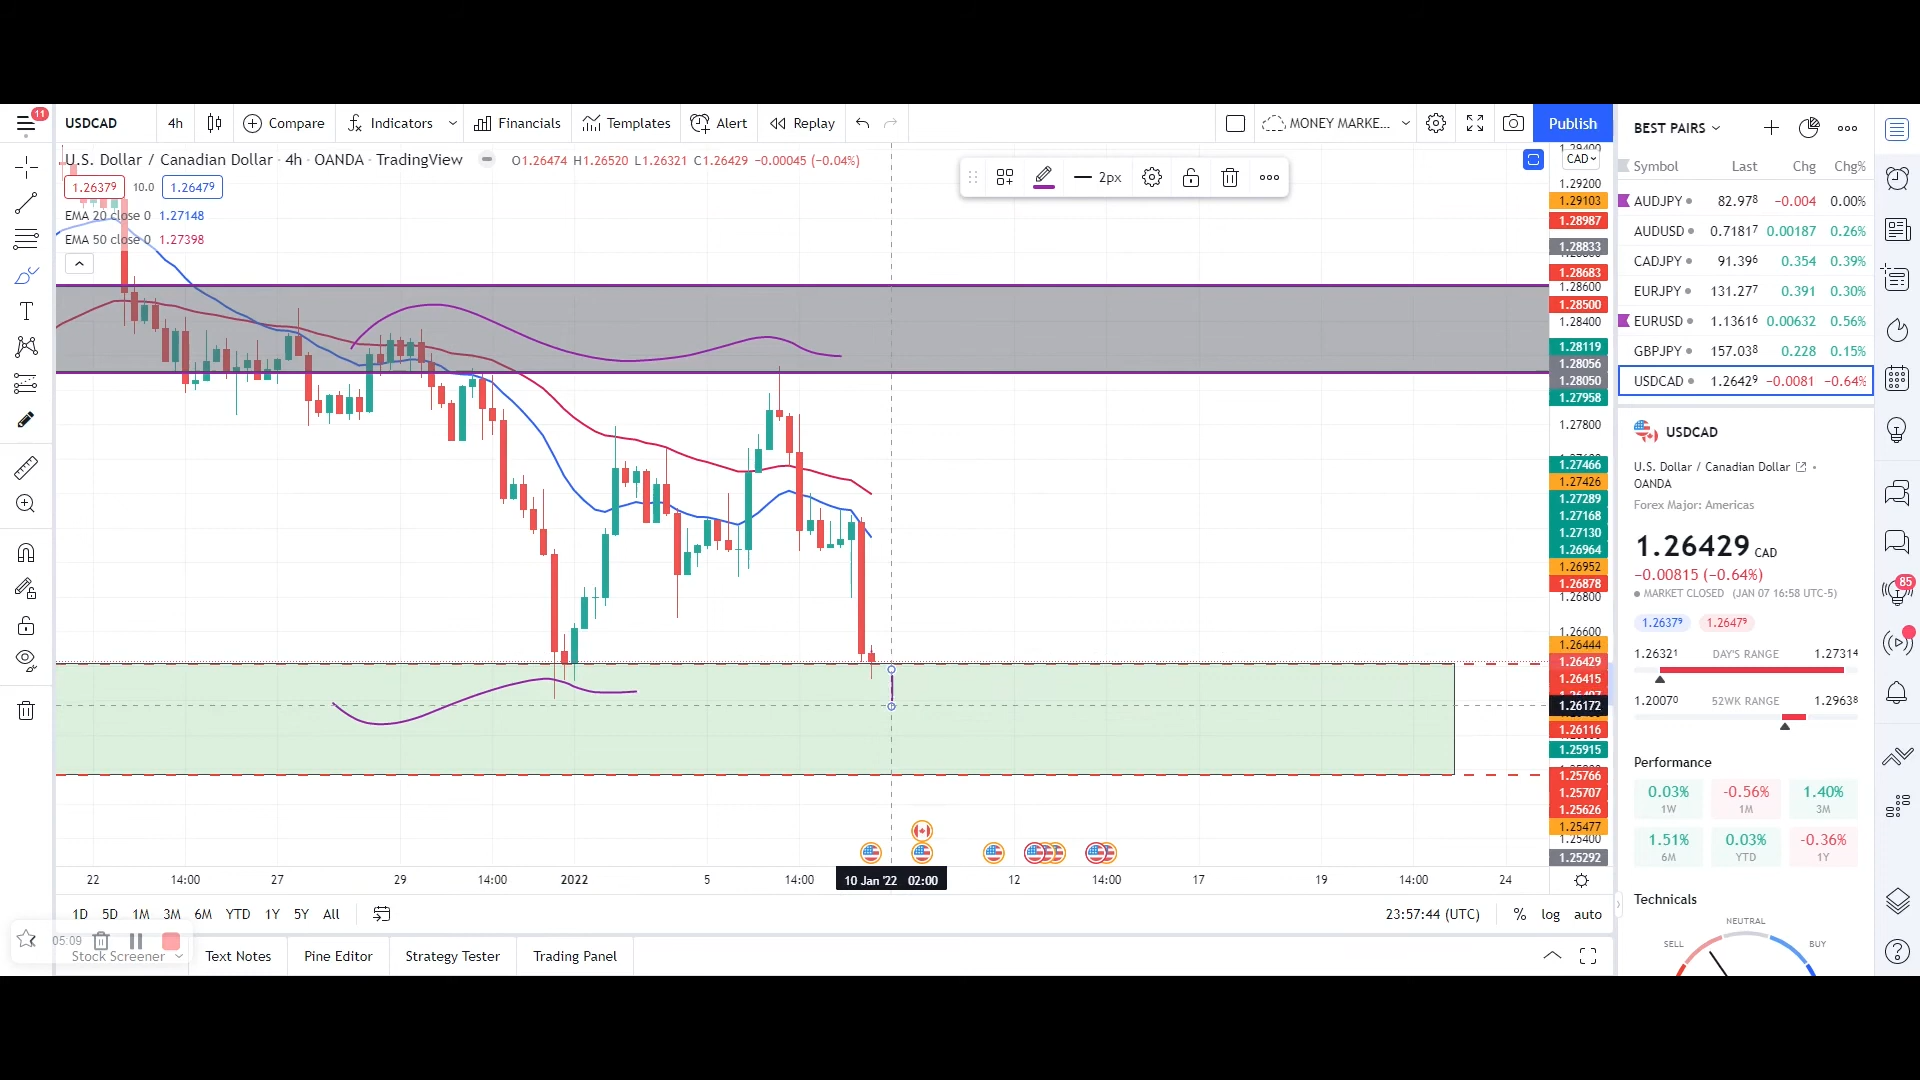 11
USDCAD 4h Compare Indicators Financials Templates Alert Replay MONEY MARKE... Publish
U.S. Dollar / Canadian Dollar · 4h · OANDA · TradingView O1.26474 H1.26520 L1.26321 C1.26429 −0.00045 (−0.04%)
1.26379 10.0 1.26479
EMA 20 close 0 1.27148
EMA 50 close 0 1.27398
2px
CAD
1.29200
1.29103
1.28987
1.28833
1.28683
1.28600
1.28500
1.28400
1.28119
1.28056
1.28050
1.27958
1.27800
1.27466
1.27426
1.27289
1.27168
1.27130
1.26964
1.26952
1.26878
1.26800
1.26600
1.26444
1.26429
1.26415
1.26172
1.26116
1.25915
1.25766
1.25707
1.25626
1.25477
1.25400
1.25292
22 14:00 27 29 14:00 2022 5 14:00 10 Jan '22 02:00 12 14:00 17 19 14:00 24
1D 5D 1M 3M 6M YTD 1Y 5Y All 23:57:44 (UTC) % log auto
05:09
Stock Screener Text Notes Pine Editor Strategy Tester Trading Panel
BEST PAIRS
Symbol Last Chg Chg%
AUDJPY 82.978 −0.004 0.00%
AUDUSD 0.71817 0.00187 0.26%
CADJPY 91.396 0.354 0.39%
EURJPY 131.277 0.391 0.30%
EURUSD 1.13616 0.00632 0.56%
GBPJPY 157.038 0.228 0.15%
USDCAD 1.26429 −0.0081 −0.64%
USDCAD
U.S. Dollar / Canadian Dollar
OANDA
Forex Major: Americas
1.26429 CAD
−0.00815 (−0.64%)
MARKET CLOSED (JAN 07 16:58 UTC-5)
1.26379 1.26479
1.26321 DAY'S RANGE 1.27314
1.20070 52WK RANGE 1.29638
Performance
0.03% -0.56% 1.40%
1W 1M 3M
1.51% 0.03% -0.36%
6M YTD 1Y
Technicals
NEUTRAL
SELL BUY
85